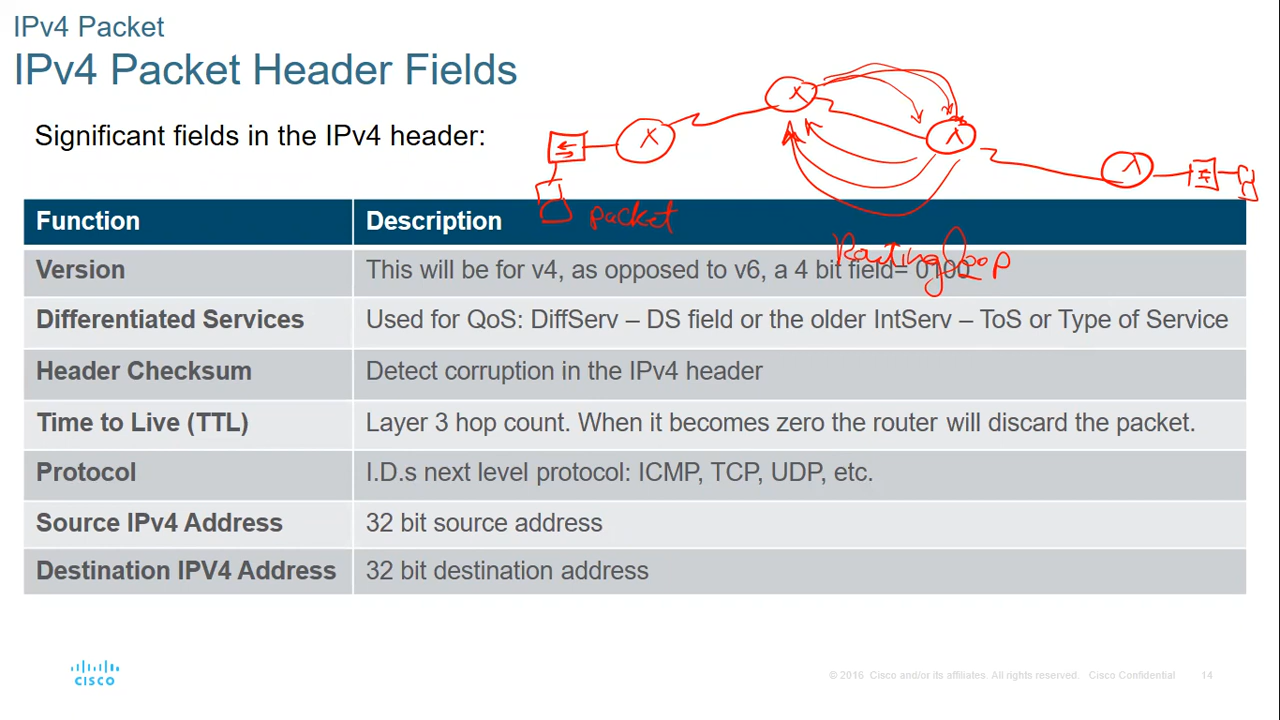 IPv4 Packet
IPv4 Packet Header Fields
Significant fields in the IPv4 header:
packet
Function Description
Routing loop
Version This will be for v4, as opposed to v6, a 4 bit field= 0100
Differentiated Services Used for QoS: DiffServ – DS field or the older IntServ – ToS or Type of Service
Header Checksum Detect corruption in the IPv4 header
Time to Live (TTL) Layer 3 hop count. When it becomes zero the router will discard the packet.
Protocol I.D.s next level protocol: ICMP, TCP, UDP, etc.
Source IPv4 Address 32 bit source address
Destination IPV4 Address 32 bit destination address
CISCO
© 2016 Cisco and/or its affiliates. All rights reserved. Cisco Confidential 14